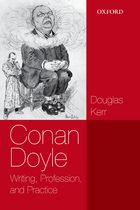 OXFORD
Douglas
Kerr
Conan
Doyle
Writing, Profession,
and Practice